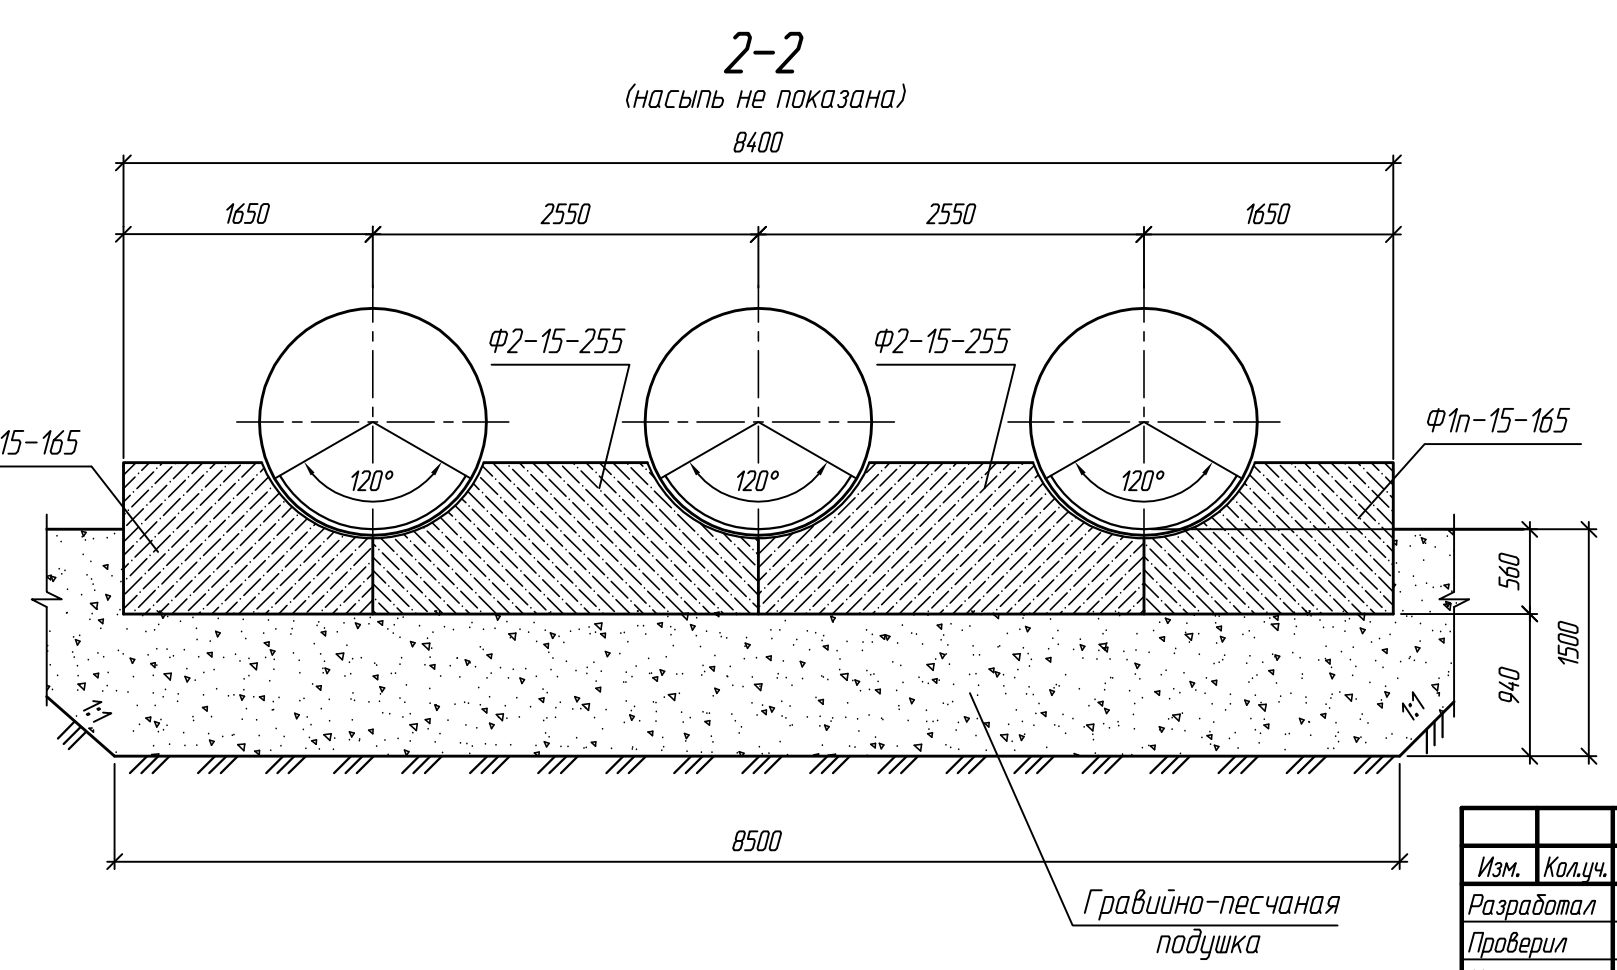 2-2
(насыпь не показана)
8400
1650
2550
2550
1650
Ф2-15-255
Ф2-15-255
15-165
Ф1п-15-165
120°
120°
120°
560
1500
940
1:1
1:1
8500
Гравийно-песчаная
подушка
Изм.
Кол.уч.
Разработал
Проверил